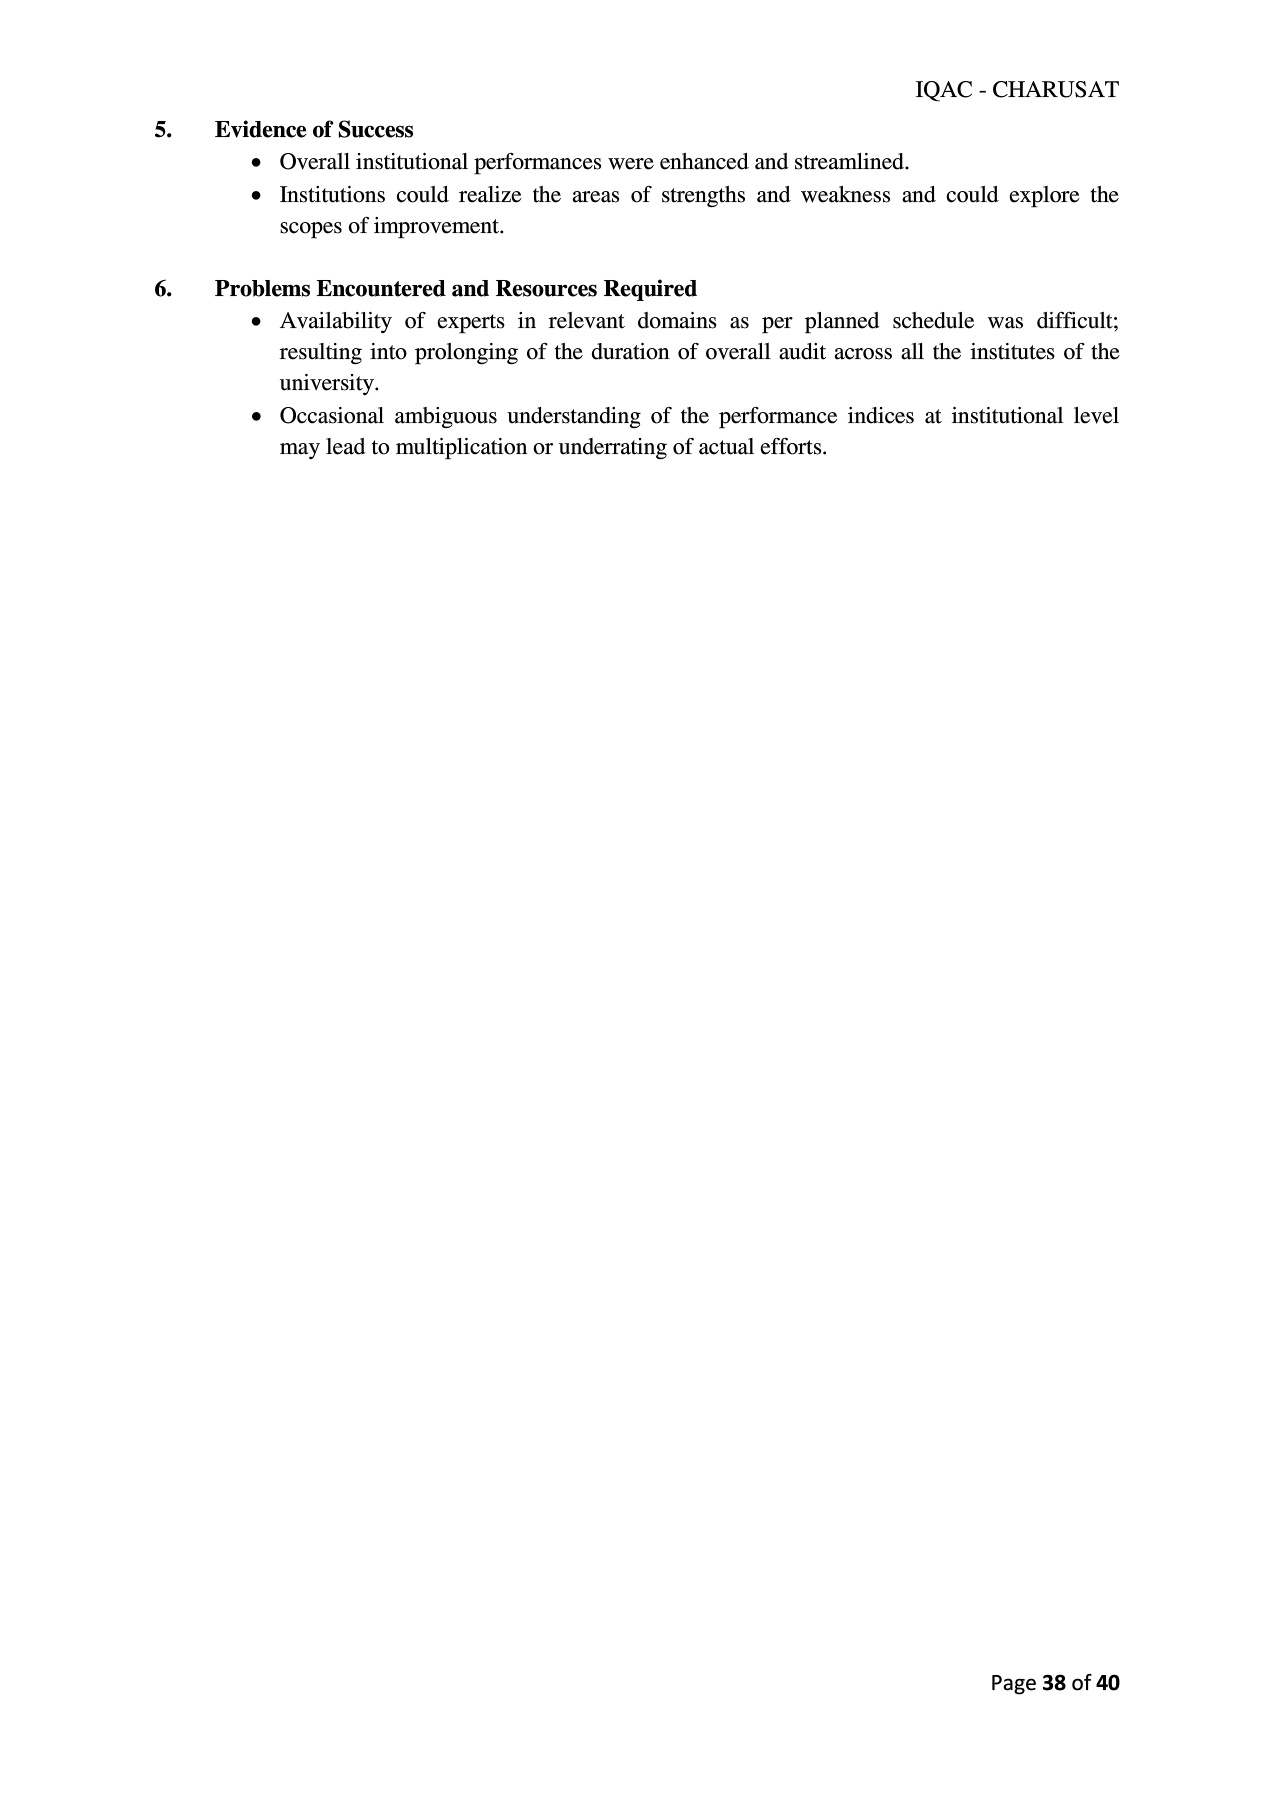 IQAC - CHARUSAT
5. Evidence of Success
• Overall institutional performances were enhanced and streamlined.
• Institutions could realize the areas of strengths and weakness and could explore the
scopes of improvement.
6. Problems Encountered and Resources Required
• Availability of experts in relevant domains as per planned schedule was difficult;
resulting into prolonging of the duration of overall audit across all the institutes of the
university.
• Occasional ambiguous understanding of the performance indices at institutional level
may lead to multiplication or underrating of actual efforts.
Page 38 of 40